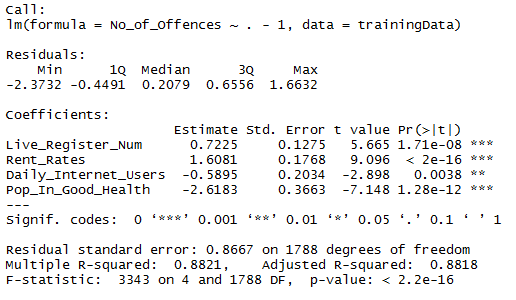 Call:
lm(formula = No_of_Offences ~ . - 1, data = trainingData)
Residuals:
Min 1Q Median 3Q Max
-2.3732 -0.4491 0.2079 0.6556 1.6632
Coefficients:
Estimate Std. Error t value Pr(>|t|)
Live_Register_Num 0.7225 0.1275 5.665 1.71e-08 ***
Rent_Rates 1.6081 0.1768 9.096 < 2e-16 ***
Daily_Internet_Users -0.5895 0.2034 -2.898 0.0038 **
Pop_In_Good_Health -2.6183 0.3663 -7.148 1.28e-12 ***
---
Signif. codes: 0 ‘***’ 0.001 ‘**’ 0.01 ‘*’ 0.05 ‘.’ 0.1 ‘ ’ 1
Residual standard error: 0.8667 on 1788 degrees of freedom
Multiple R-squared: 0.8821, Adjusted R-squared: 0.8818
F-statistic: 3343 on 4 and 1788 DF, p-value: < 2.2e-16